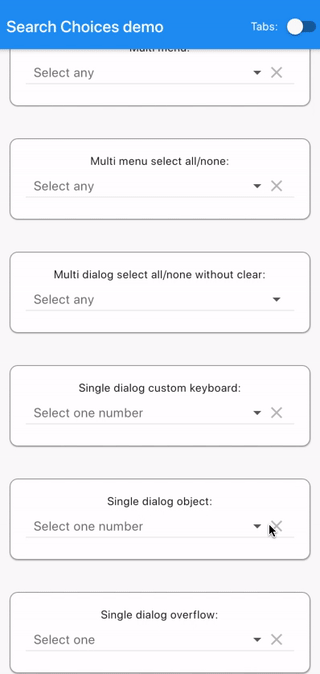 Search Choices demo
Tabs:
Multi menu:
Select any
Multi menu select all/none:
Select any
Multi dialog select all/none without clear:
Select any
Single dialog custom keyboard:
Select one number
Single dialog object:
Select one number
Single dialog overflow:
Select one